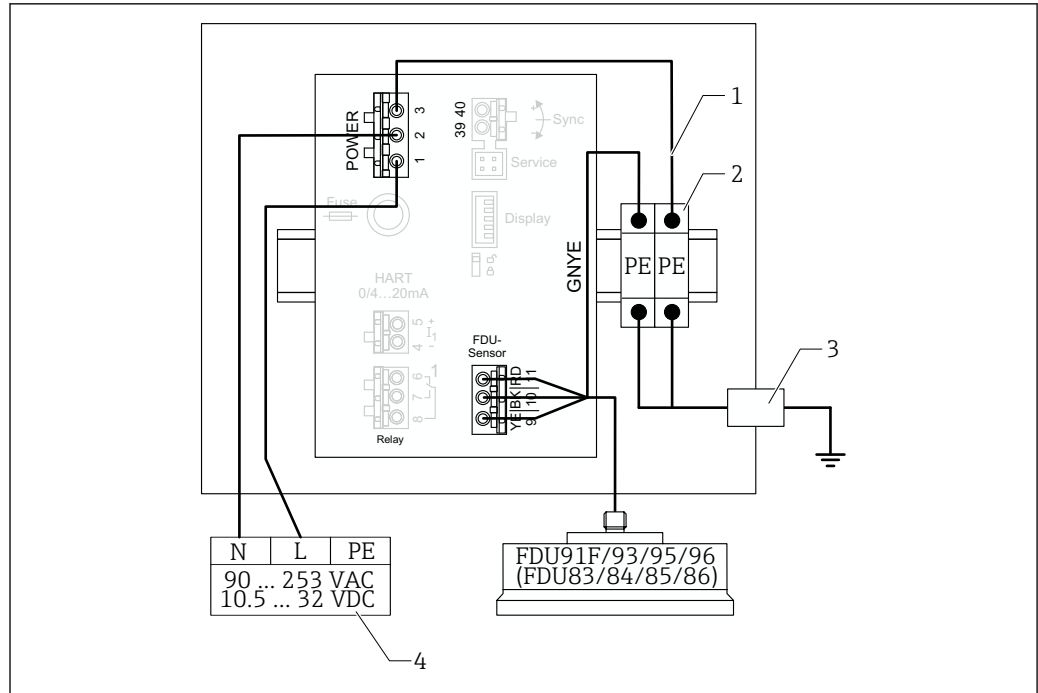 POWER
3
2
1
39 40
Sync
Service
Fuse
Display
HART
0/4...20mA
5 +
I1
4 -
6 1
7
8
Relay
FDU-
Sensor
YE|BK|RD
9 |10| 11
GNYE
PE PE
1
2
3
N L PE
90 ... 253 VAC
10.5 ... 32 VDC
4
FDU91F/93/95/96
(FDU83/84/85/86)